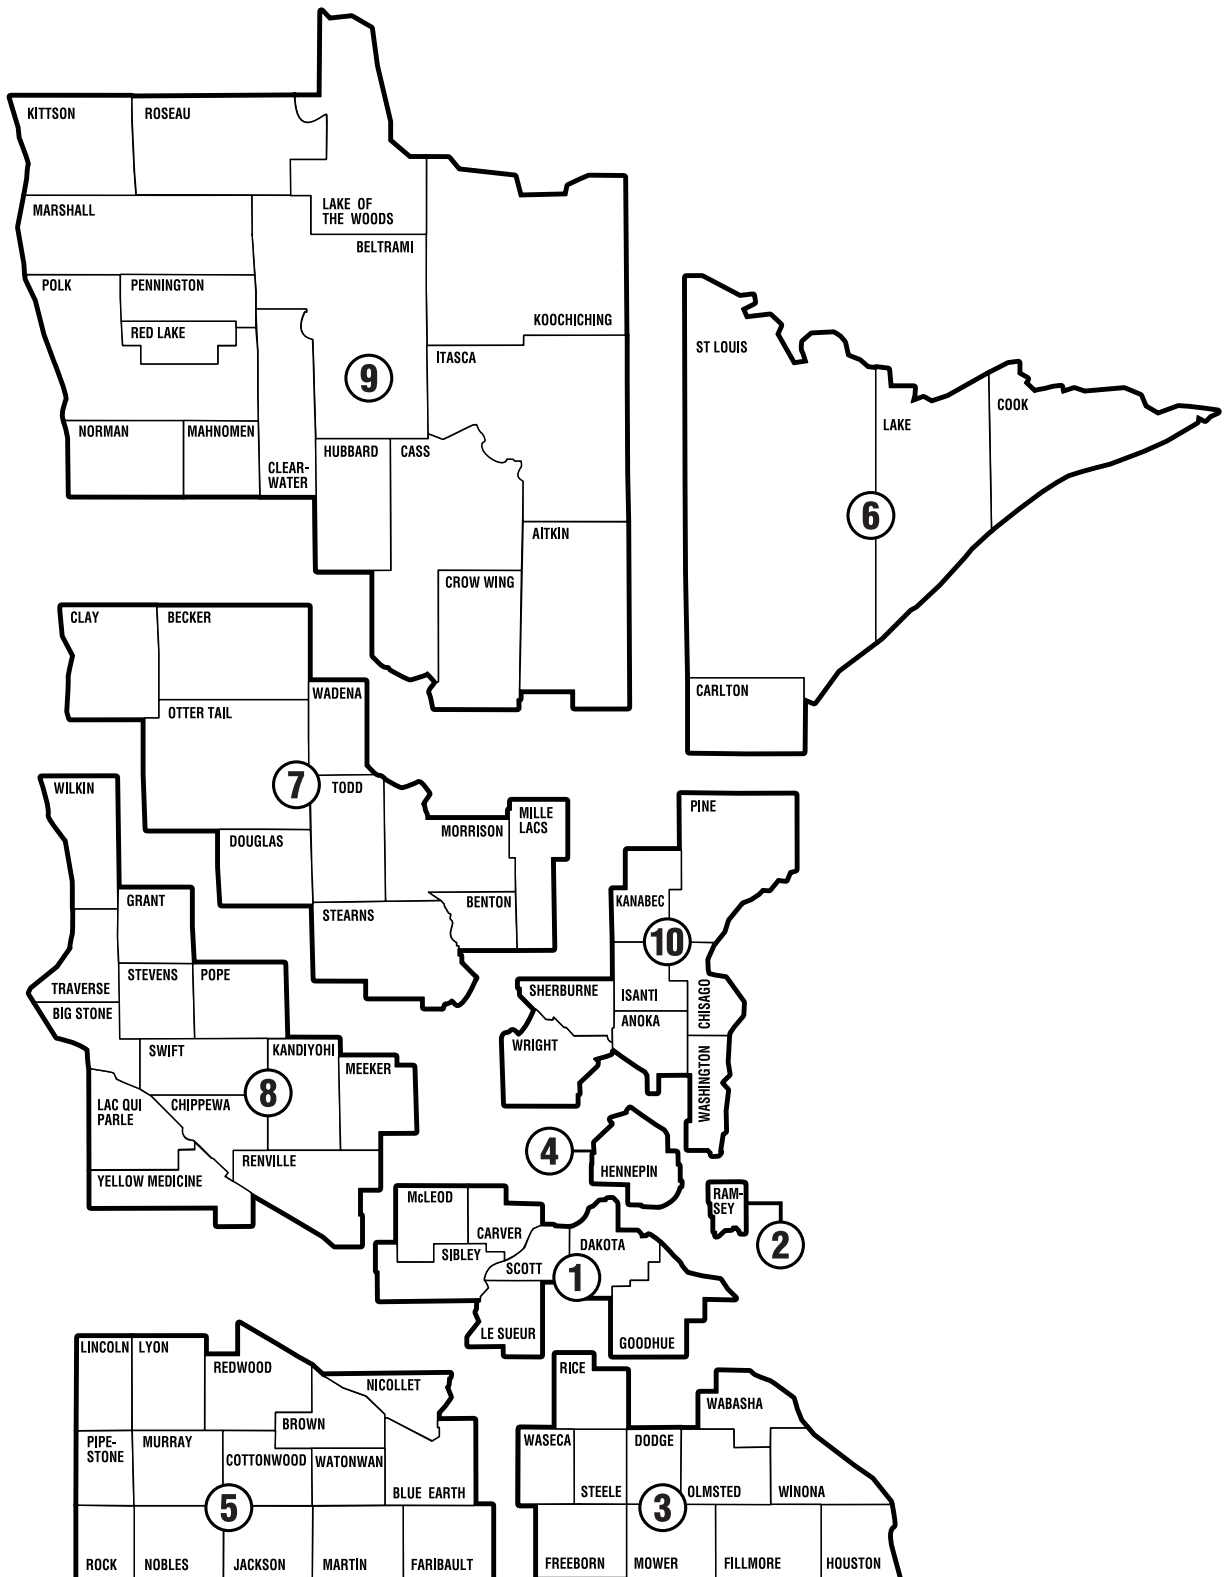 KITTSON
ROSEAU
LAKE OF
THE WOODS
MARSHALL
BELTRAMI
POLK
PENNINGTON
RED LAKE
KOOCHICHING
ITASCA
9
NORMAN
MAHNOMEN
CLEAR-
WATER
HUBBARD
CASS
AITKIN
CROW WING
ST LOUIS
LAKE
COOK
6
CARLTON
CLAY
BECKER
WADENA
OTTER TAIL
7
TODD
MORRISON
MILLE
LACS
DOUGLAS
STEARNS
BENTON
WILKIN
GRANT
TRAVERSE
STEVENS
POPE
BIG STONE
SWIFT
KANDIYOHI
MEEKER
8
LAC QUI
PARLE
CHIPPEWA
RENVILLE
YELLOW MEDICINE
PINE
KANABEC
10
SHERBURNE
ISANTI
CHISAGO
ANOKA
WRIGHT
WASHINGTON
4
HENNEPIN
RAM-
SEY
2
McLEOD
CARVER
SIBLEY
SCOTT
DAKOTA
1
LE SUEUR
GOODHUE
LINCOLN
LYON
REDWOOD
NICOLLET
BROWN
PIPE-
STONE
MURRAY
COTTONWOOD
WATONWAN
BLUE EARTH
5
ROCK
NOBLES
JACKSON
MARTIN
FARIBAULT
RICE
WABASHA
WASECA
DODGE
STEELE
OLMSTED
WINONA
3
FREEBORN
MOWER
FILLMORE
HOUSTON